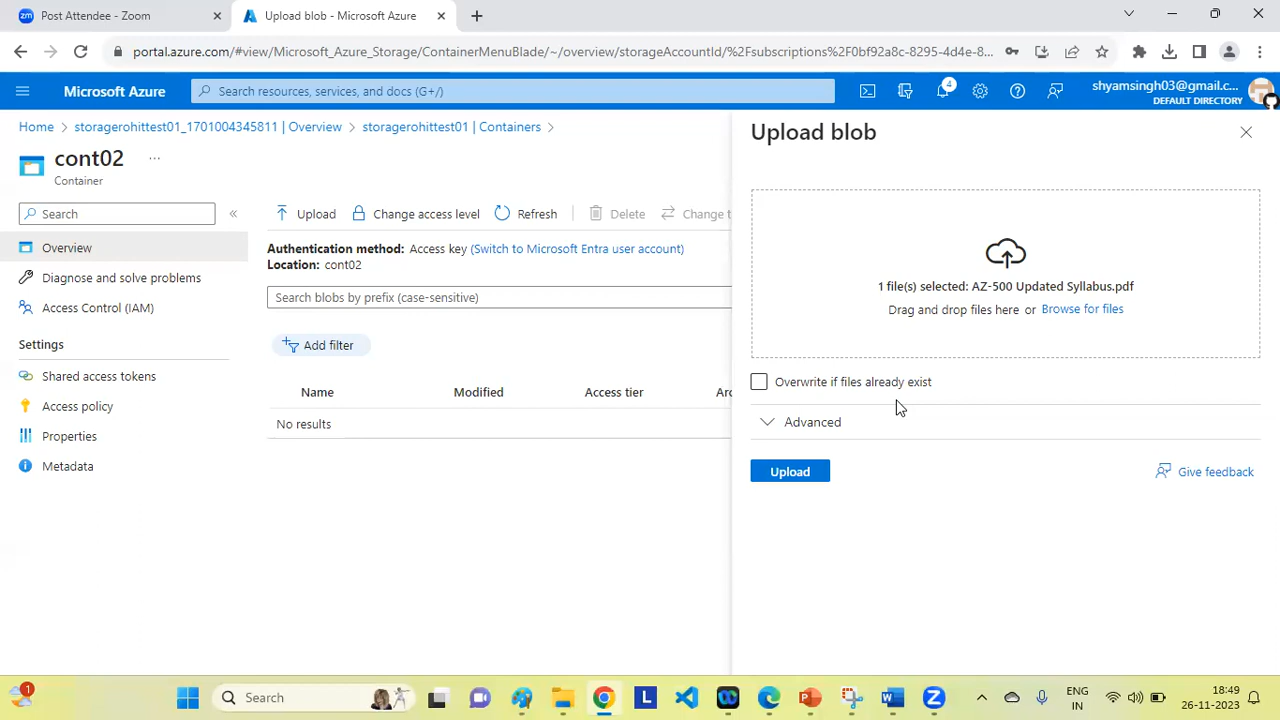 Post Attendee - Zoom
Upload blob - Microsoft Azure
portal.azure.com/#view/Microsoft_Azure_Storage/ContainerMenuBlade/~/overview/storageAccountId/%2Fsubscriptions%2F0bf92a8c-8295-4d4e-8...
Microsoft Azure
Search resources, services, and docs (G+/)
4
shyamsingh03@gmail.c...
DEFAULT DIRECTORY
Home > storagerohittest01_1701004345811 | Overview > storagerohittest01 | Containers >
cont02 ...
Container
Search
Overview
Diagnose and solve problems
Access Control (IAM)
Settings
Shared access tokens
Access policy
Properties
Metadata
Upload Change access level Refresh Delete Change t
Authentication method: Access key (Switch to Microsoft Entra user account)
Location: cont02
Search blobs by prefix (case-sensitive)
Add filter
Name Modified Access tier Arc
No results
Upload blob
1 file(s) selected: AZ-500 Updated Syllabus.pdf
Drag and drop files here or Browse for files
Overwrite if files already exist
Advanced
Upload
Give feedback
1
Search
L
ENG
IN
18:49
26-11-2023